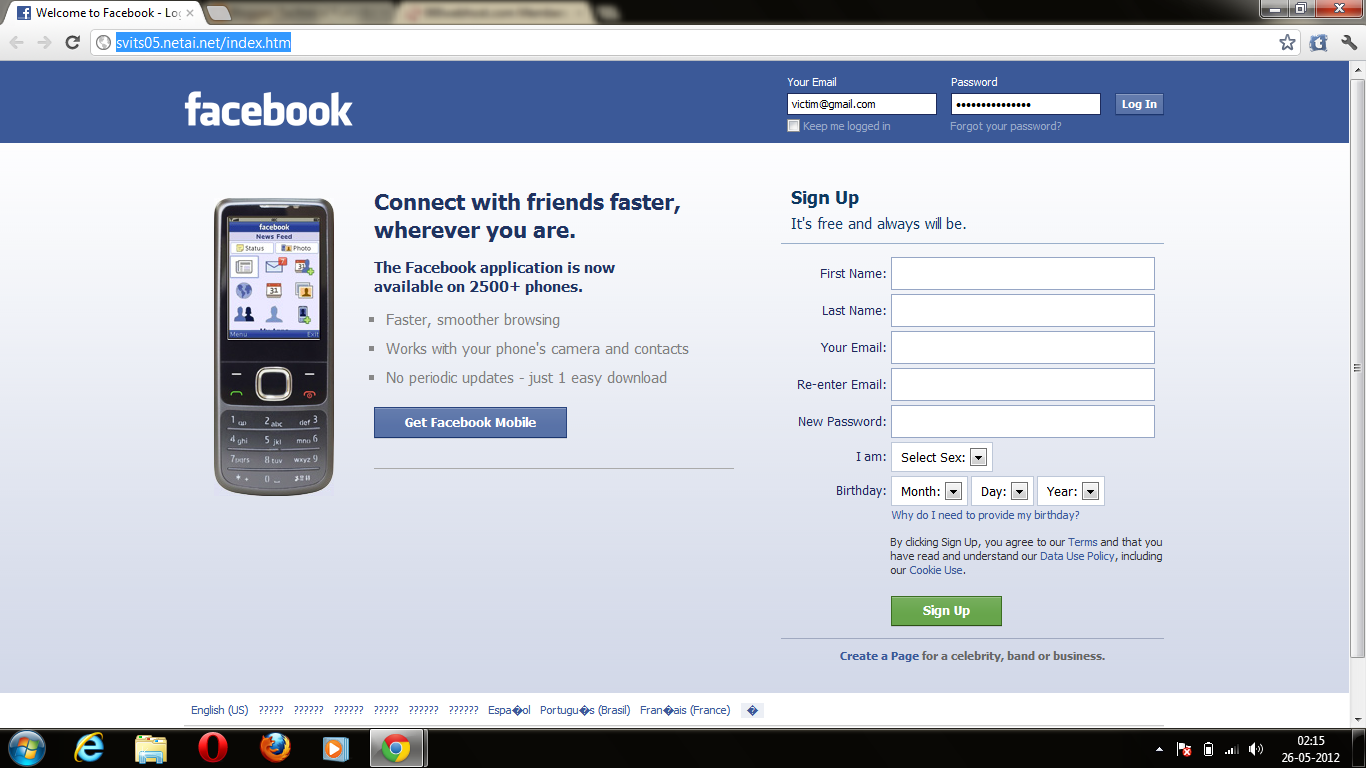 Welcome to Facebook - Log
svits05.netai.net/index.htm
facebook
Your Email
Password
victim@gmail.com
•••••••••••••••
Log In
Keep me logged in
Forgot your password?
facebook
News Feed
Status
Photo
Menu
Exit
Connect with friends faster,
wherever you are.
The Facebook application is now
available on 2500+ phones.
Faster, smoother browsing
Works with your phone's camera and contacts
No periodic updates - just 1 easy download
Get Facebook Mobile
Sign Up
It's free and always will be.
First Name:
Last Name:
Your Email:
Re-enter Email:
New Password:
I am:
Select Sex:
Birthday:
Month:
Day:
Year:
Why do I need to provide my birthday?
By clicking Sign Up, you agree to our Terms and that you
have read and understand our Data Use Policy, including
our Cookie Use.
Sign Up
Create a Page for a celebrity, band or business.
English (US) ????? ?????? ?????? ????? ?????? ?????? Espa�ol Portugu�s (Brasil) Fran�ais (France) �
02:15
26-05-2012